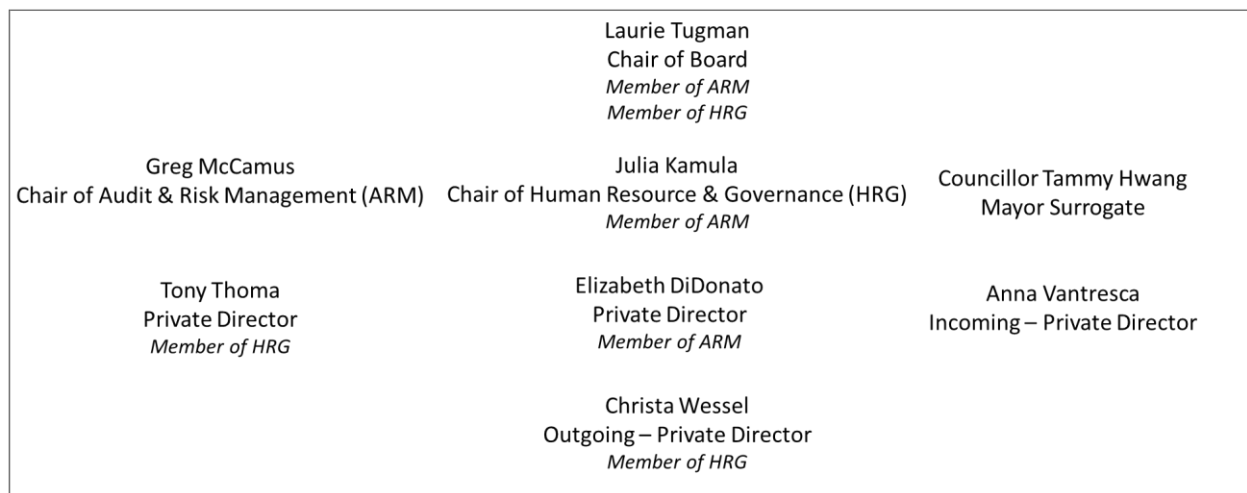 Laurie Tugman
Chair of Board
Member of ARM
Member of HRG
Greg McCamus
Chair of Audit & Risk Management (ARM)
Julia Kamula
Chair of Human Resource & Governance (HRG)
Member of ARM
Councillor Tammy Hwang
Mayor Surrogate
Tony Thoma
Private Director
Member of HRG
Elizabeth DiDonato
Private Director
Member of ARM
Anna Vantresca
Incoming – Private Director
Christa Wessel
Outgoing – Private Director
Member of HRG